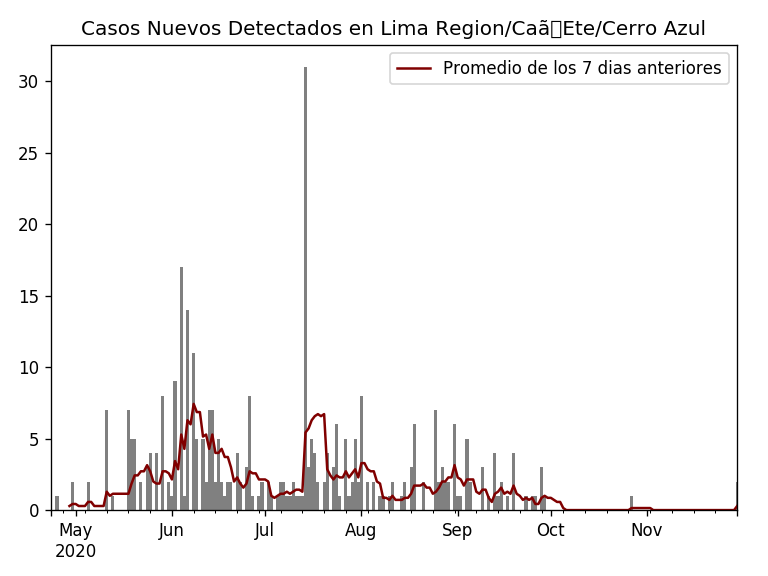 Casos Nuevos Detectados en Lima Region/Caã▯Ete/Cerro Azul
Promedio de los 7 dias anteriores
30
25
20
15
10
5
0
May Jun Jul Aug Sep Oct Nov
2020